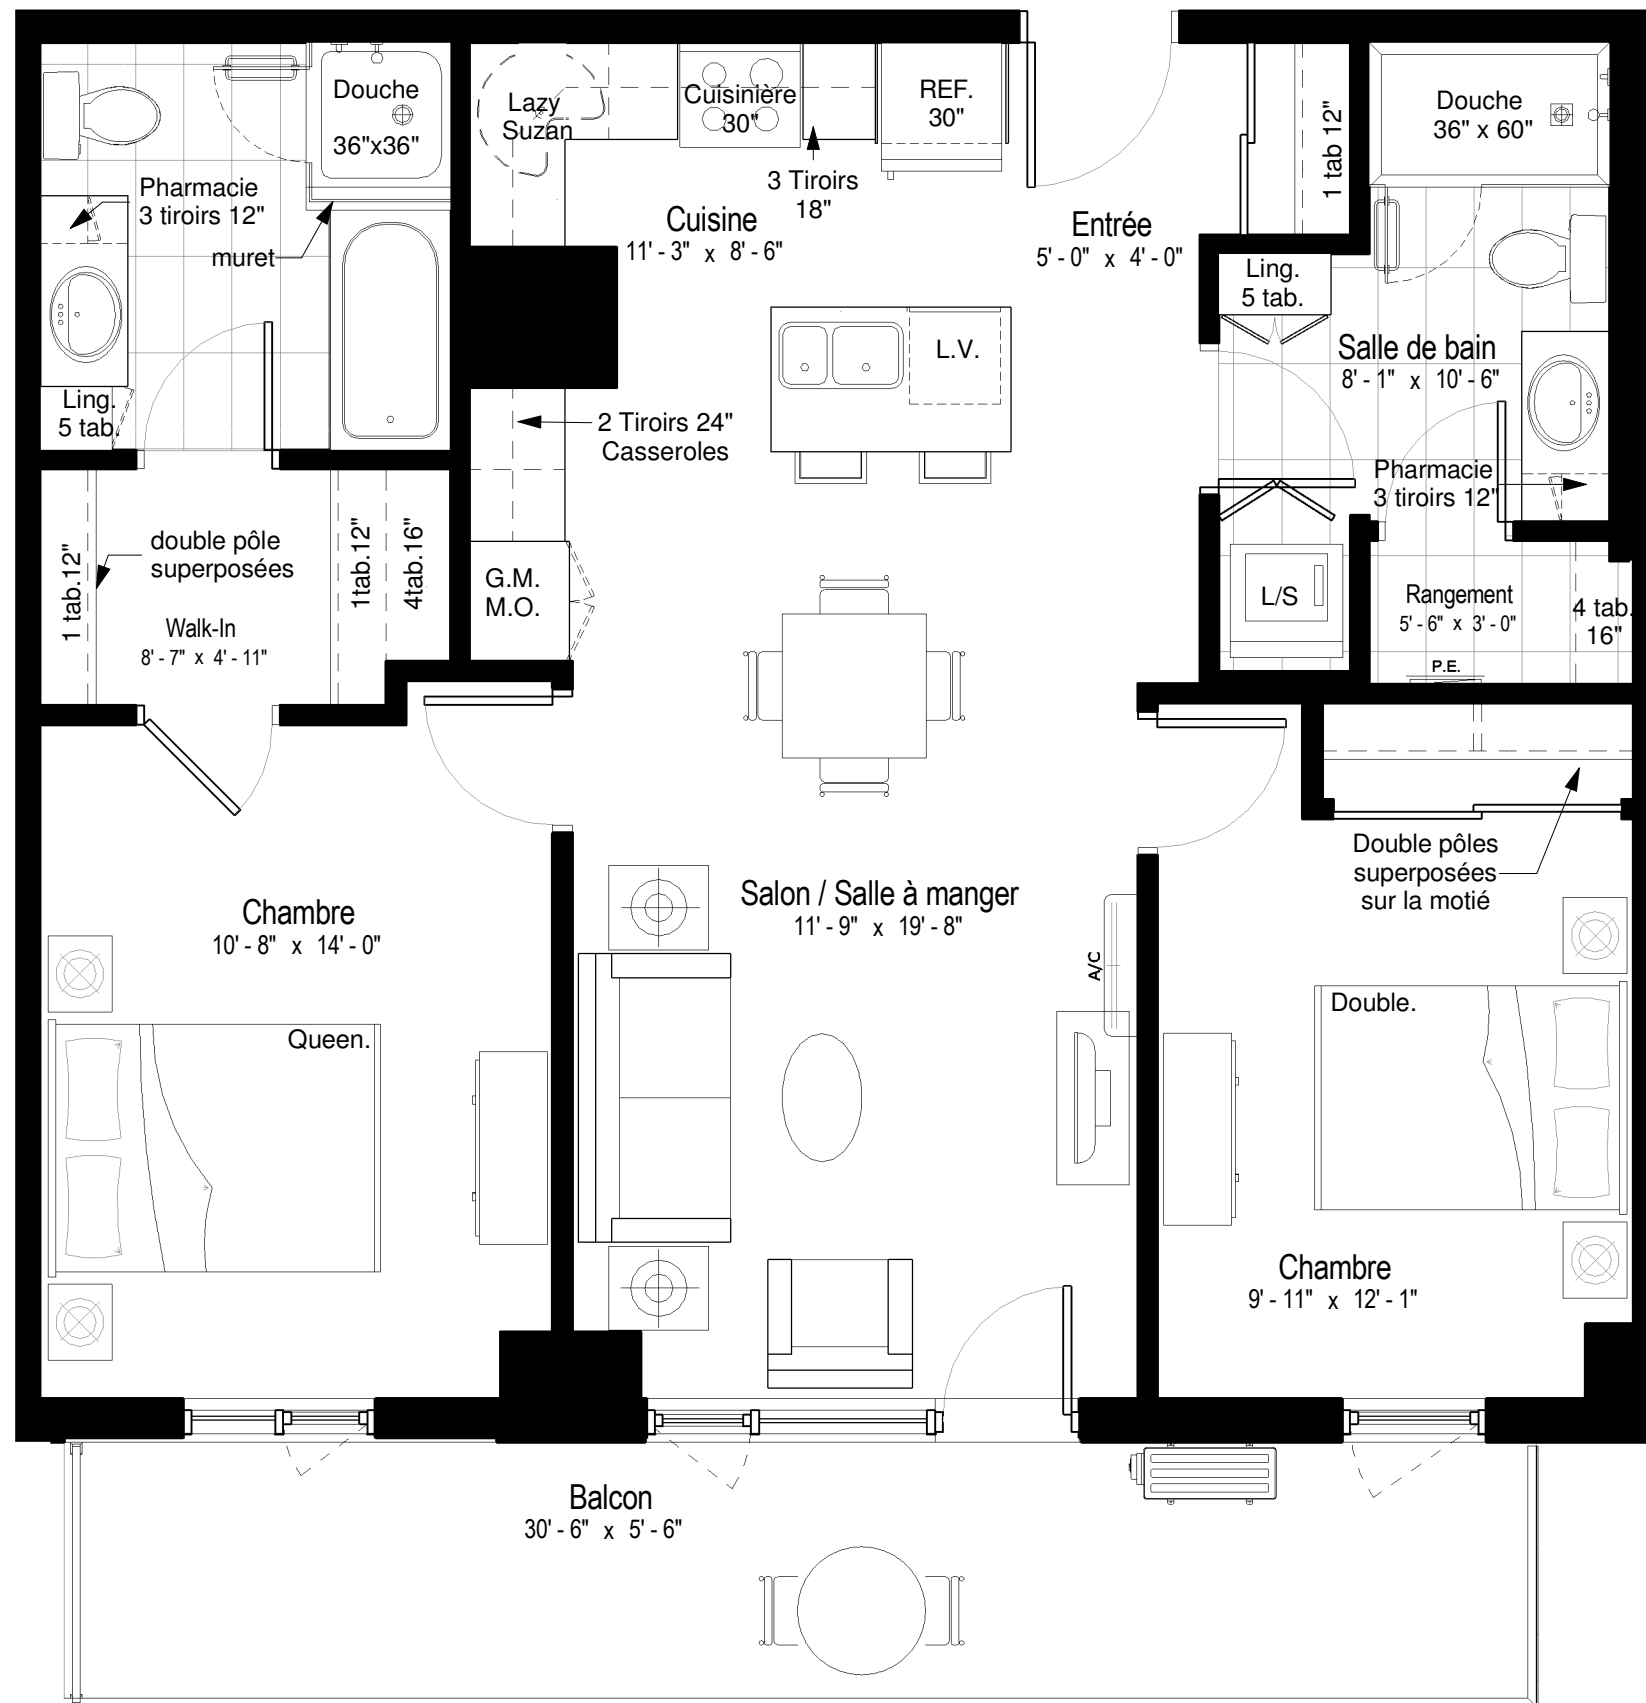 Douche
36"x36"
Pharmacie
3 tiroirs 12"
muret
Ling.
5 tab.
Lazy
Suzan
Cuisinière
30"
REF.
30"
3 Tiroirs
18"
Cuisine
11' - 3" x 8' - 6"
Entrée
5' - 0" x 4' - 0"
1 tab 12"
Douche
36" x 60"
Ling.
5 tab.
Salle de bain
8' - 1" x 10' - 6"
L.V.
2 Tiroirs 24"
Casseroles
Pharmacie
3 tiroirs 12"
1 tab.12"
double pôle
superposées
1tab.12"
4tab.16"
Walk-In
8' - 7" x 4' - 11"
G.M.
M.O.
L/S
Rangement
5' - 6" x 3' - 0"
4 tab.
16"
P.E.
Double pôles
superposées
sur la motié
Chambre
10' - 8" x 14' - 0"
Salon / Salle à manger
11' - 9" x 19' - 8"
A/C
Queen.
Double.
Chambre
9' - 11" x 12' - 1"
Balcon
30' - 6" x 5' - 6"